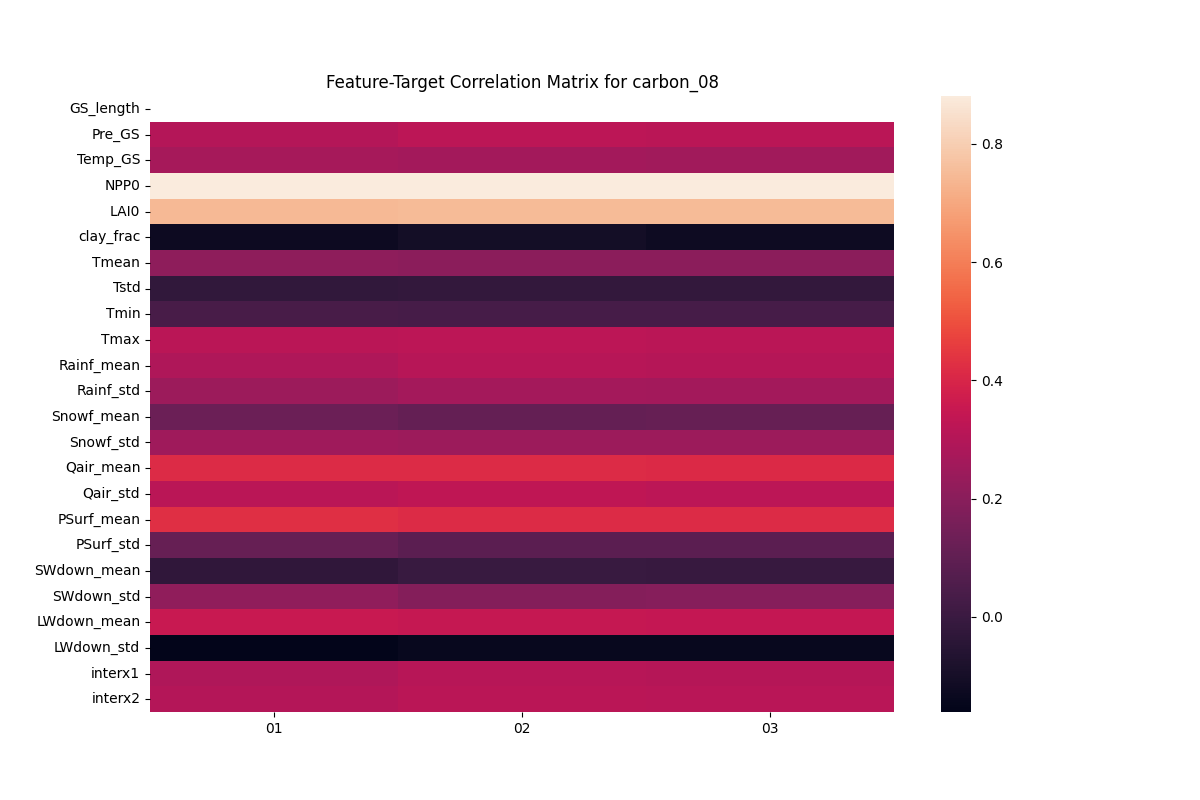 Feature-Target Correlation Matrix for carbon_08
GS_length
Pre_GS
Temp_GS
NPP0
LAI0
clay_frac
Tmean
Tstd
Tmin
Tmax
Rainf_mean
Rainf_std
Snowf_mean
Snowf_std
Qair_mean
Qair_std
PSurf_mean
PSurf_std
SWdown_mean
SWdown_std
LWdown_mean
LWdown_std
interx1
interx2
01
02
03
0.8
0.6
0.4
0.2
0.0